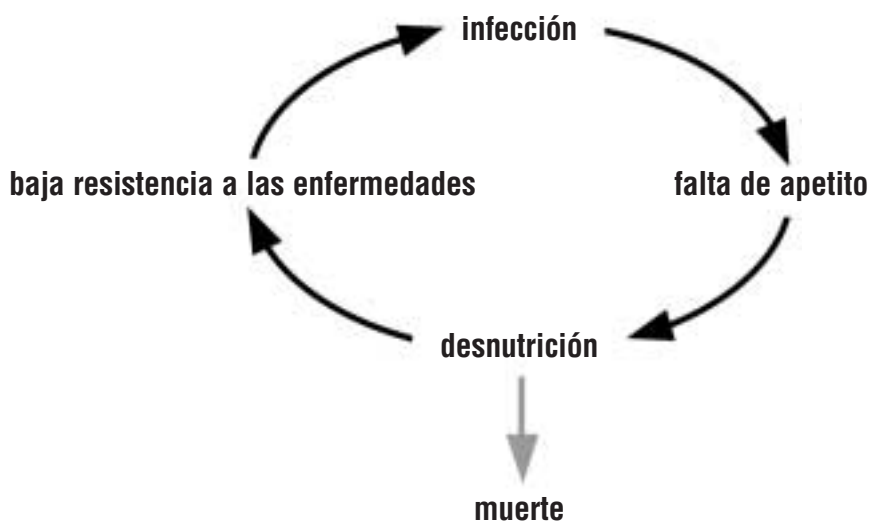 infección
baja resistencia a las enfermedades
falta de apetito
desnutrición
muerte